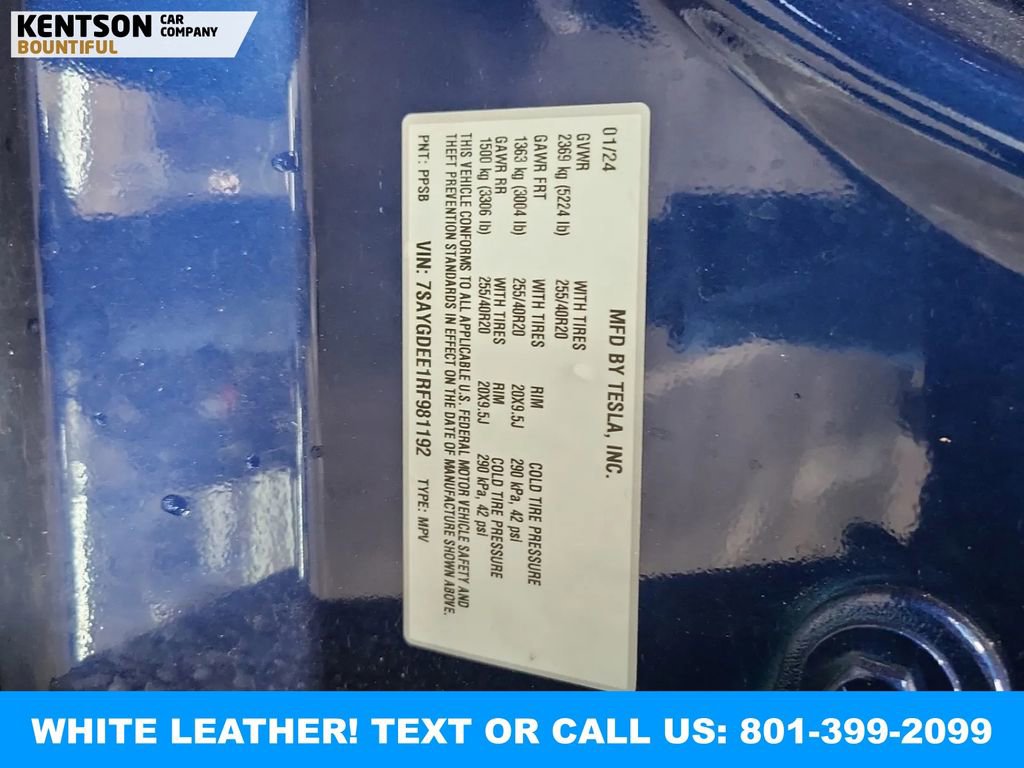 KENTSON CAR COMPANY
BOUNTIFUL
01/24 MFD BY TESLA, INC.
GVWR
2369 kg (5224 lb) WITH TIRES 255/40R20
GAWR FRT WITH TIRES RIM COLD TIRE PRESSURE
1363 kg (3004 lb) 255/40R20 20X9.5J 290 kPa, 42 psi
GAWR RR WITH TIRES RIM COLD TIRE PRESSURE
1500 kg (3306 lb) 255/40R20 20X9.5J 290 kPa, 42 psi
THIS VEHICLE CONFORMS TO ALL APPLICABLE U.S. FEDERAL MOTOR VEHICLE SAFETY AND
THEFT PREVENTION STANDARDS IN EFFECT ON THE DATE OF MANUFACTURE SHOWN ABOVE.
PNT: PPSB VIN: 7SAYGDEE1RF981192 TYPE: MPV
WHITE LEATHER! TEXT OR CALL US: 801-399-2099